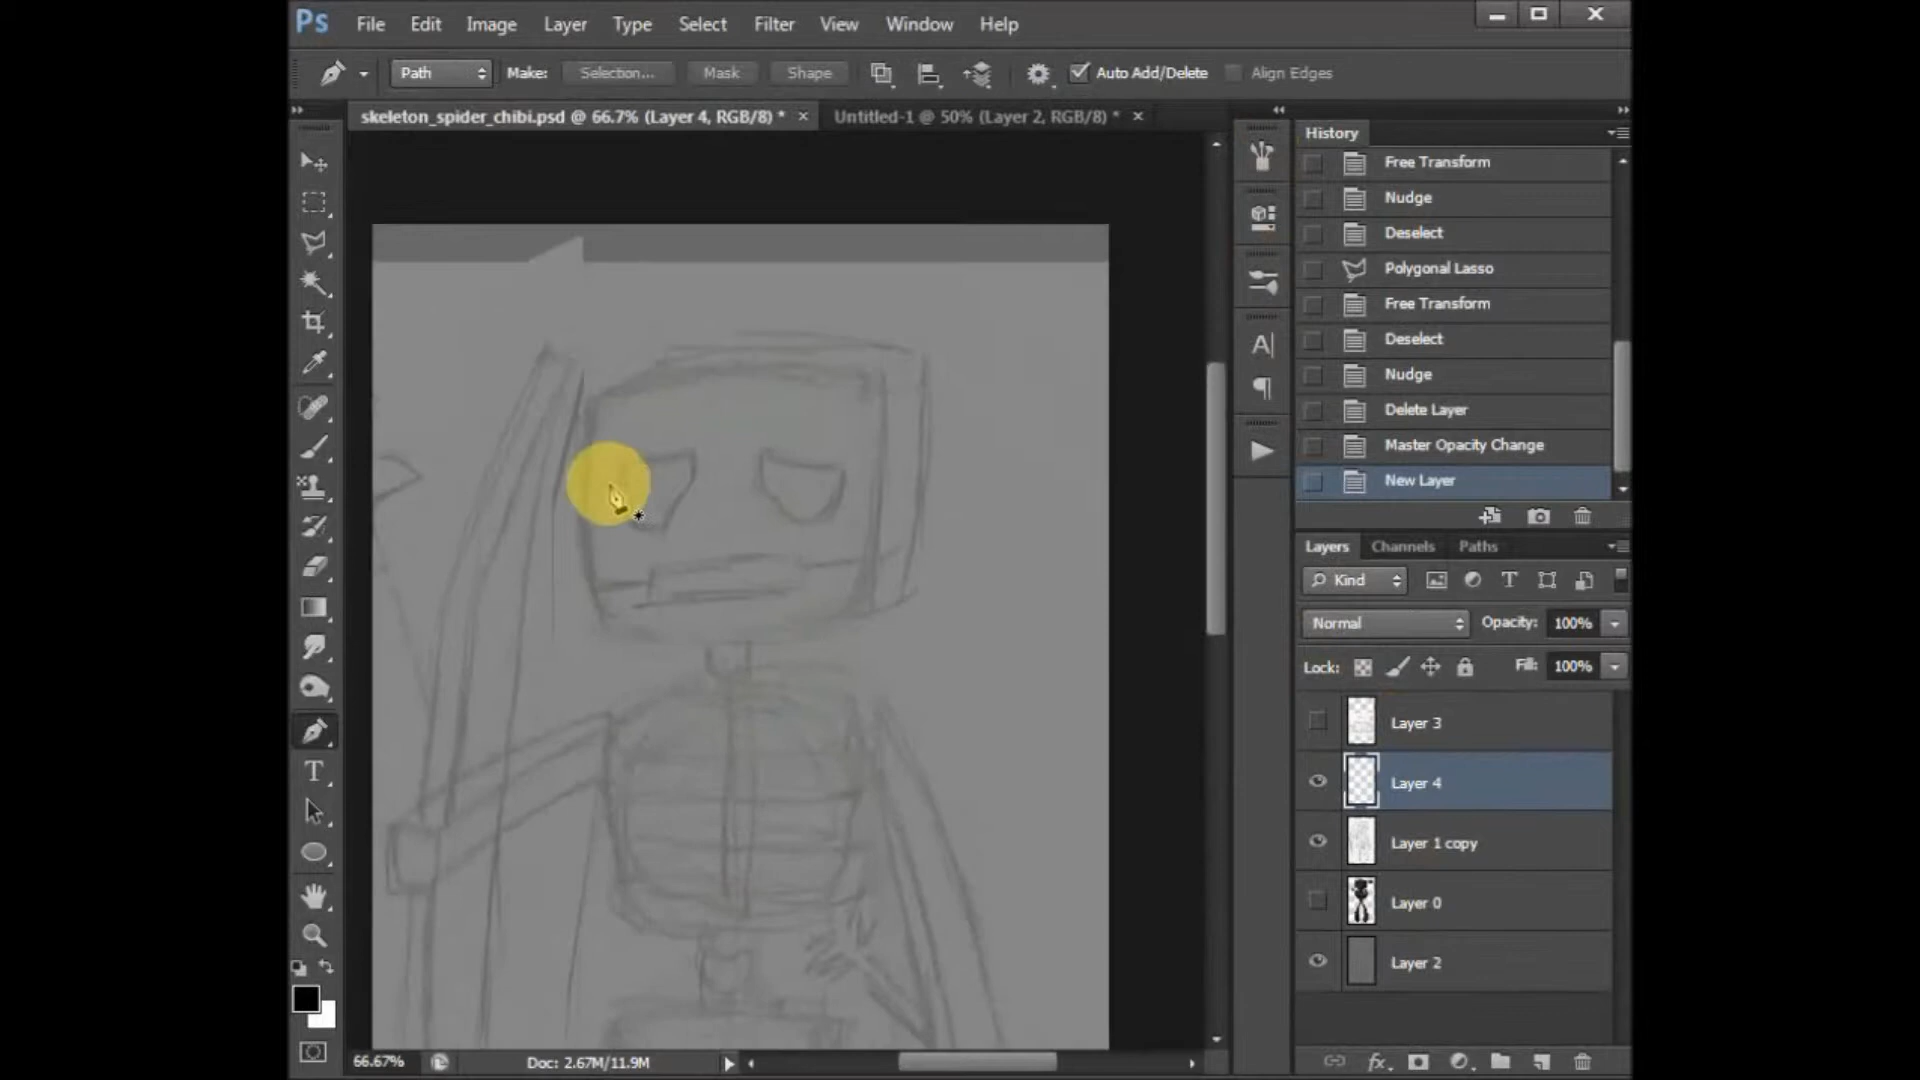 Ps File Edit Image Layer Type Select Filter View Window Help
Path Make: Selection... Mask Shape Auto Add/Delete Align Edges
skeleton_spider_chibi.psd @ 66.7% (Layer 4, RGB/8) * × Untitled-1 @ 50% (Layer 2, RGB/8) * ×
History
Free Transform
Nudge
Deselect
Polygonal Lasso
Free Transform
Deselect
Nudge
Delete Layer
Master Opacity Change
New Layer
Layers Channels Paths
Kind
Normal Opacity: 100%
Lock: Fill: 100%
Layer 3
Layer 4
Layer 1 copy
Layer 0
Layer 2
66.67% Doc: 2.67M/11.9M